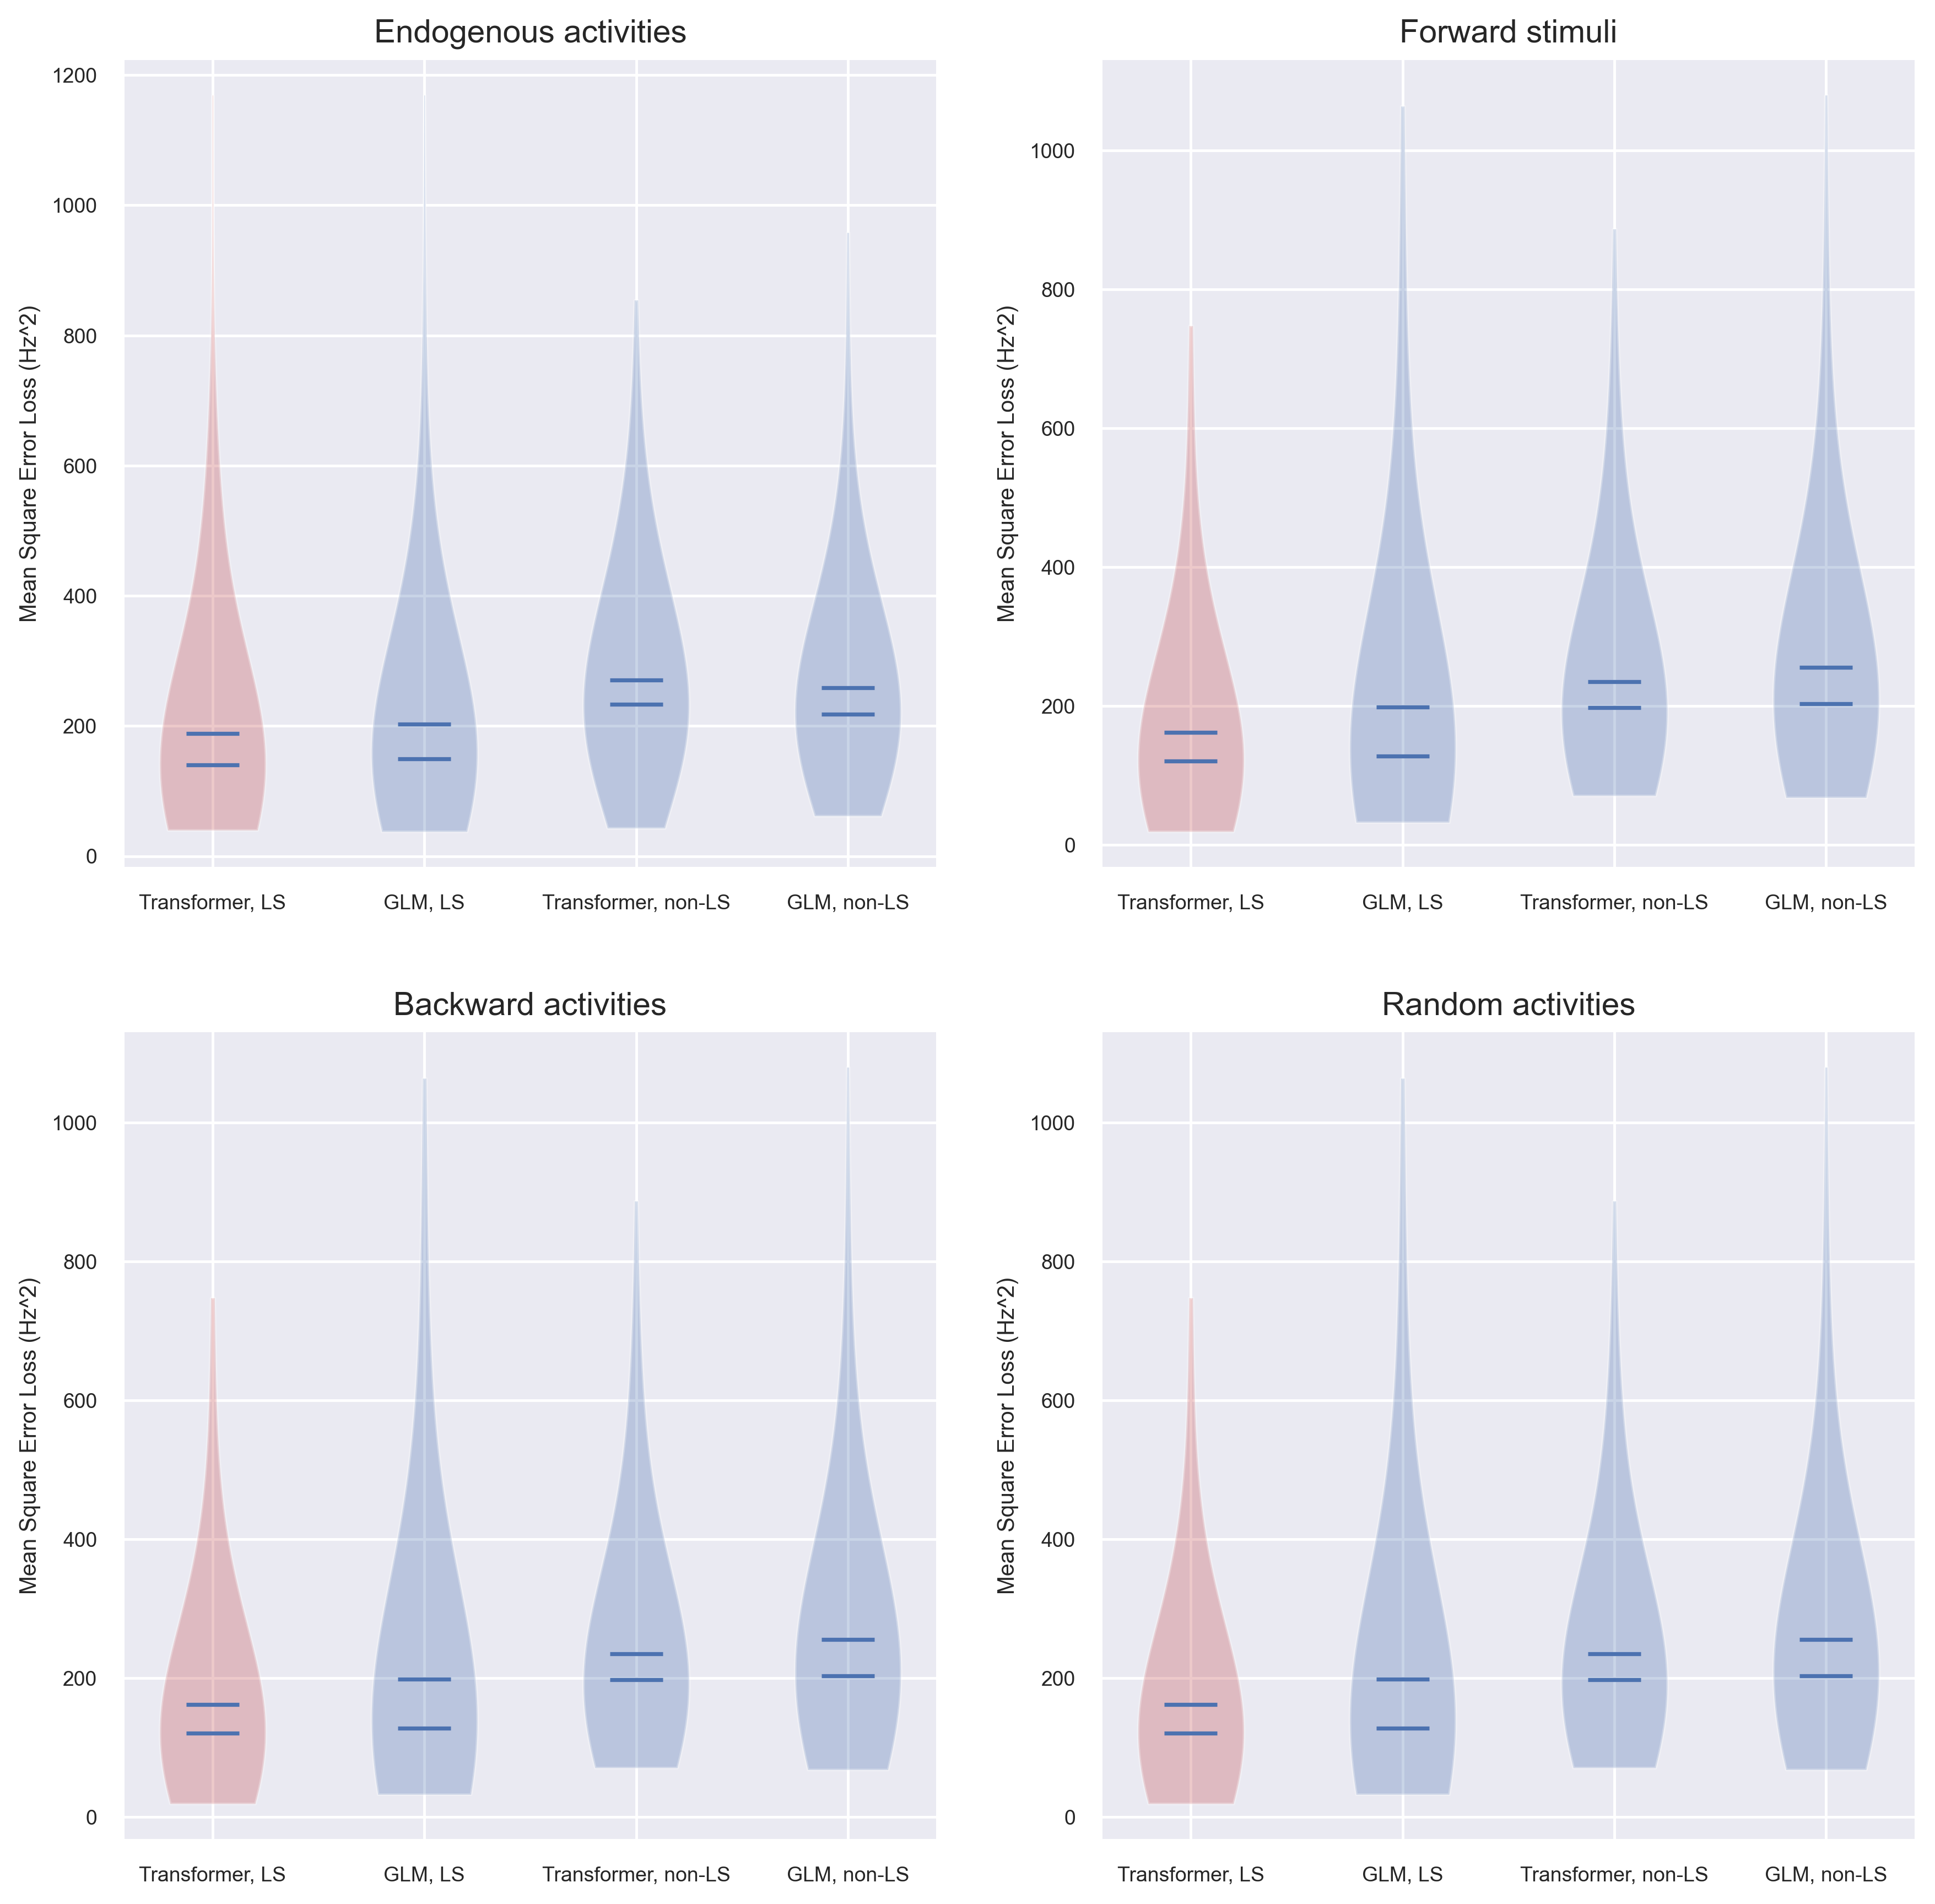 Endogenous activities
Mean Square Error Loss (Hz^2)
1200
1000
800
600
400
200
0
Transformer, LS
GLM, LS
Transformer, non-LS
GLM, non-LS
Forward stimuli
Mean Square Error Loss (Hz^2)
1000
800
600
400
200
0
Transformer, LS
GLM, LS
Transformer, non-LS
GLM, non-LS
Backward activities
Mean Square Error Loss (Hz^2)
1000
800
600
400
200
0
Transformer, LS
GLM, LS
Transformer, non-LS
GLM, non-LS
Random activities
Mean Square Error Loss (Hz^2)
1000
800
600
400
200
0
Transformer, LS
GLM, LS
Transformer, non-LS
GLM, non-LS